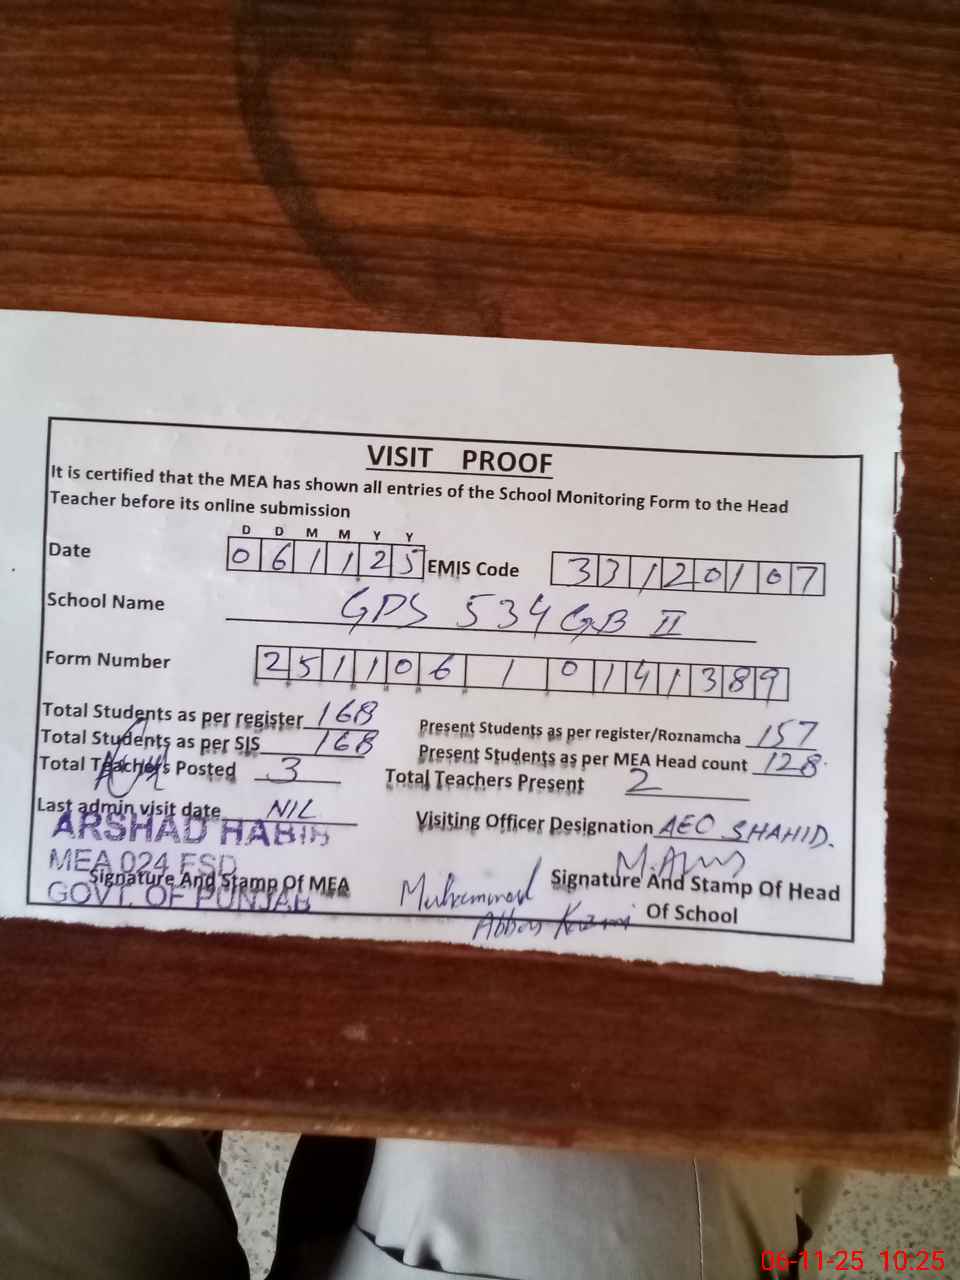 VISIT PROOF
It is certified that the MEA has shown all entries of the School Monitoring Form to the Head
Teacher before its online submission
D D M M Y Y
Date 0 6 1 1 2 5 EMIS Code 3 3 1 2 0 1 0 7
School Name GPS 534 GB II
Form Number 2 5 1 1 0 6 1 0 1 4 1 3 8 9
Total Students as per register 168 Present Students as per register/Roznamcha 157
Total Students as per SIS 168 Present Students as per MEA Head count 128
Total Teachers Posted 3 Total Teachers Present 2
Last admin visit date NIL Visiting Officer Designation AEO SHAHID.
ARSHAD HABIB
MEA 024 FSD
GOVT. OF PUNJAB
Signature And Stamp Of MEA
Muhammad
Abbas Kazmi
Signature And Stamp Of Head
Of School
06-11-25 10:25